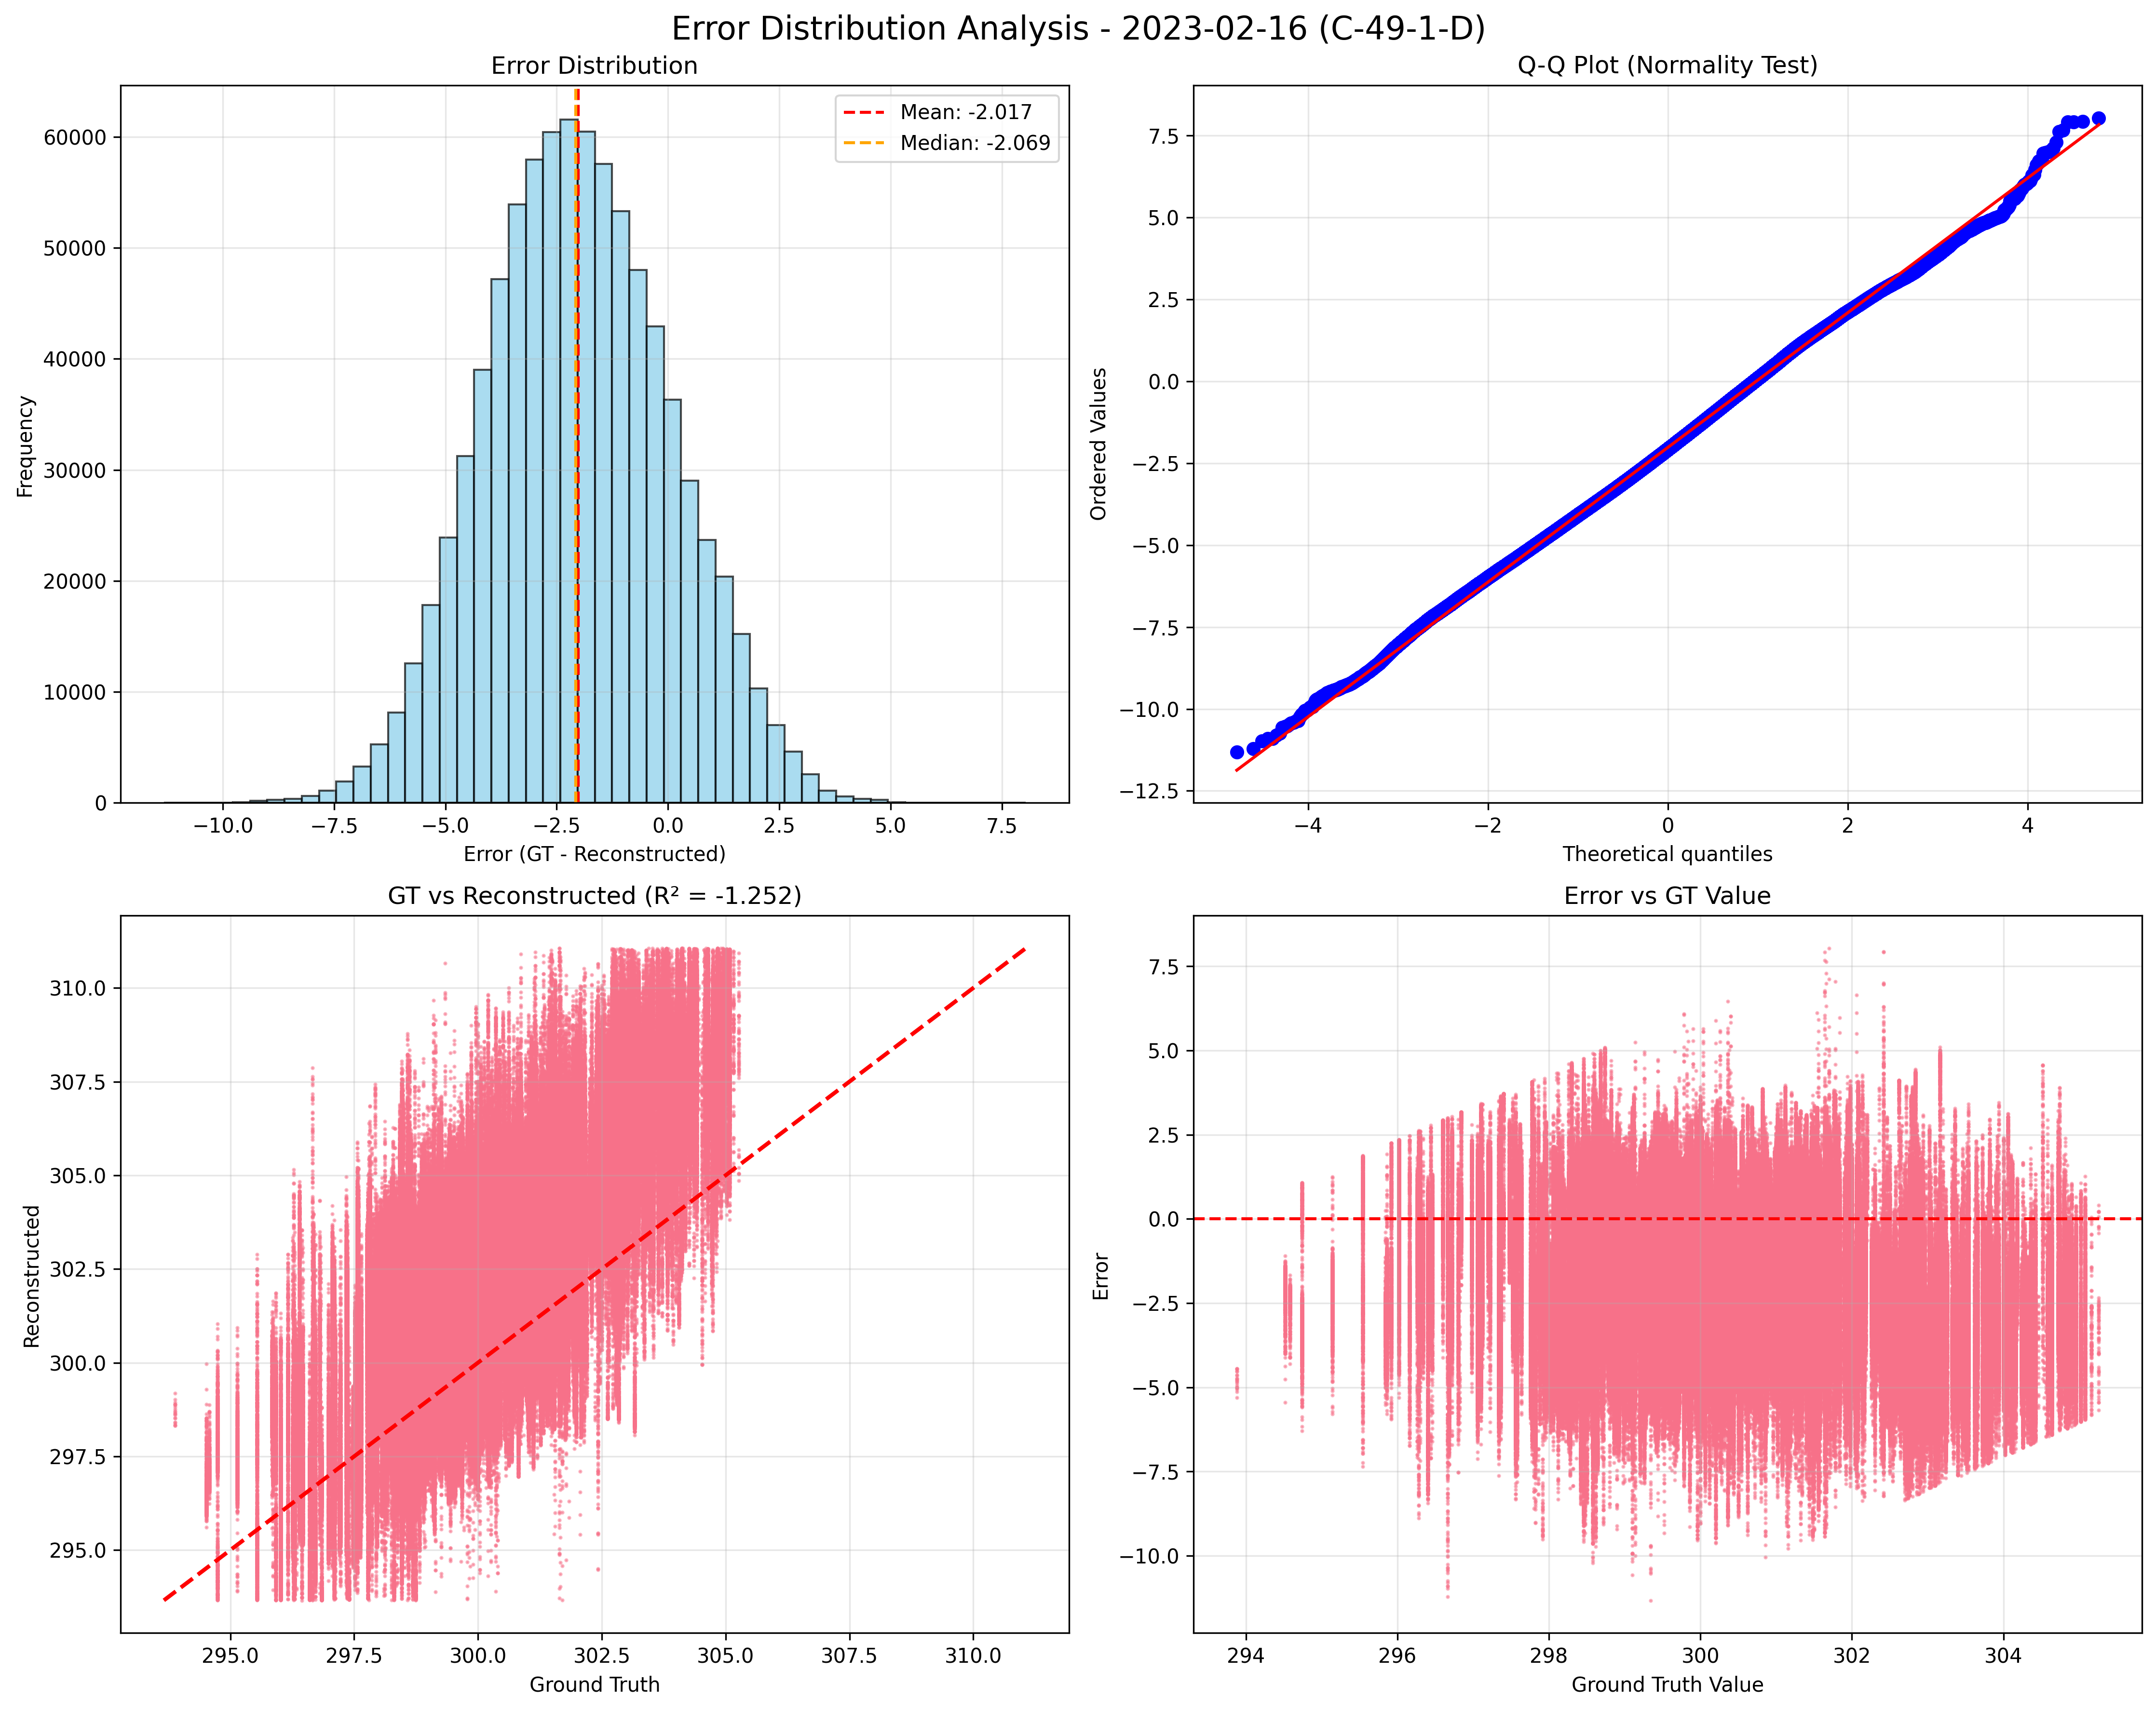 Error Distribution Analysis - 2023-02-16 (C-49-1-D)
Error Distribution
Mean: -2.017
Median: -2.069
Frequency
60000
50000
40000
30000
20000
10000
0
−10.0 −7.5 −5.0 −2.5 0.0 2.5 5.0 7.5
Error (GT - Reconstructed)
Q-Q Plot (Normality Test)
Ordered Values
7.5
5.0
2.5
0.0
−2.5
−5.0
−7.5
−10.0
−12.5
−4 −2 0 2 4
Theoretical quantiles
GT vs Reconstructed (R² = -1.252)
Reconstructed
310.0
307.5
305.0
302.5
300.0
297.5
295.0
295.0 297.5 300.0 302.5 305.0 307.5 310.0
Ground Truth
Error vs GT Value
Error
7.5
5.0
2.5
0.0
−2.5
−5.0
−7.5
−10.0
294 296 298 300 302 304
Ground Truth Value